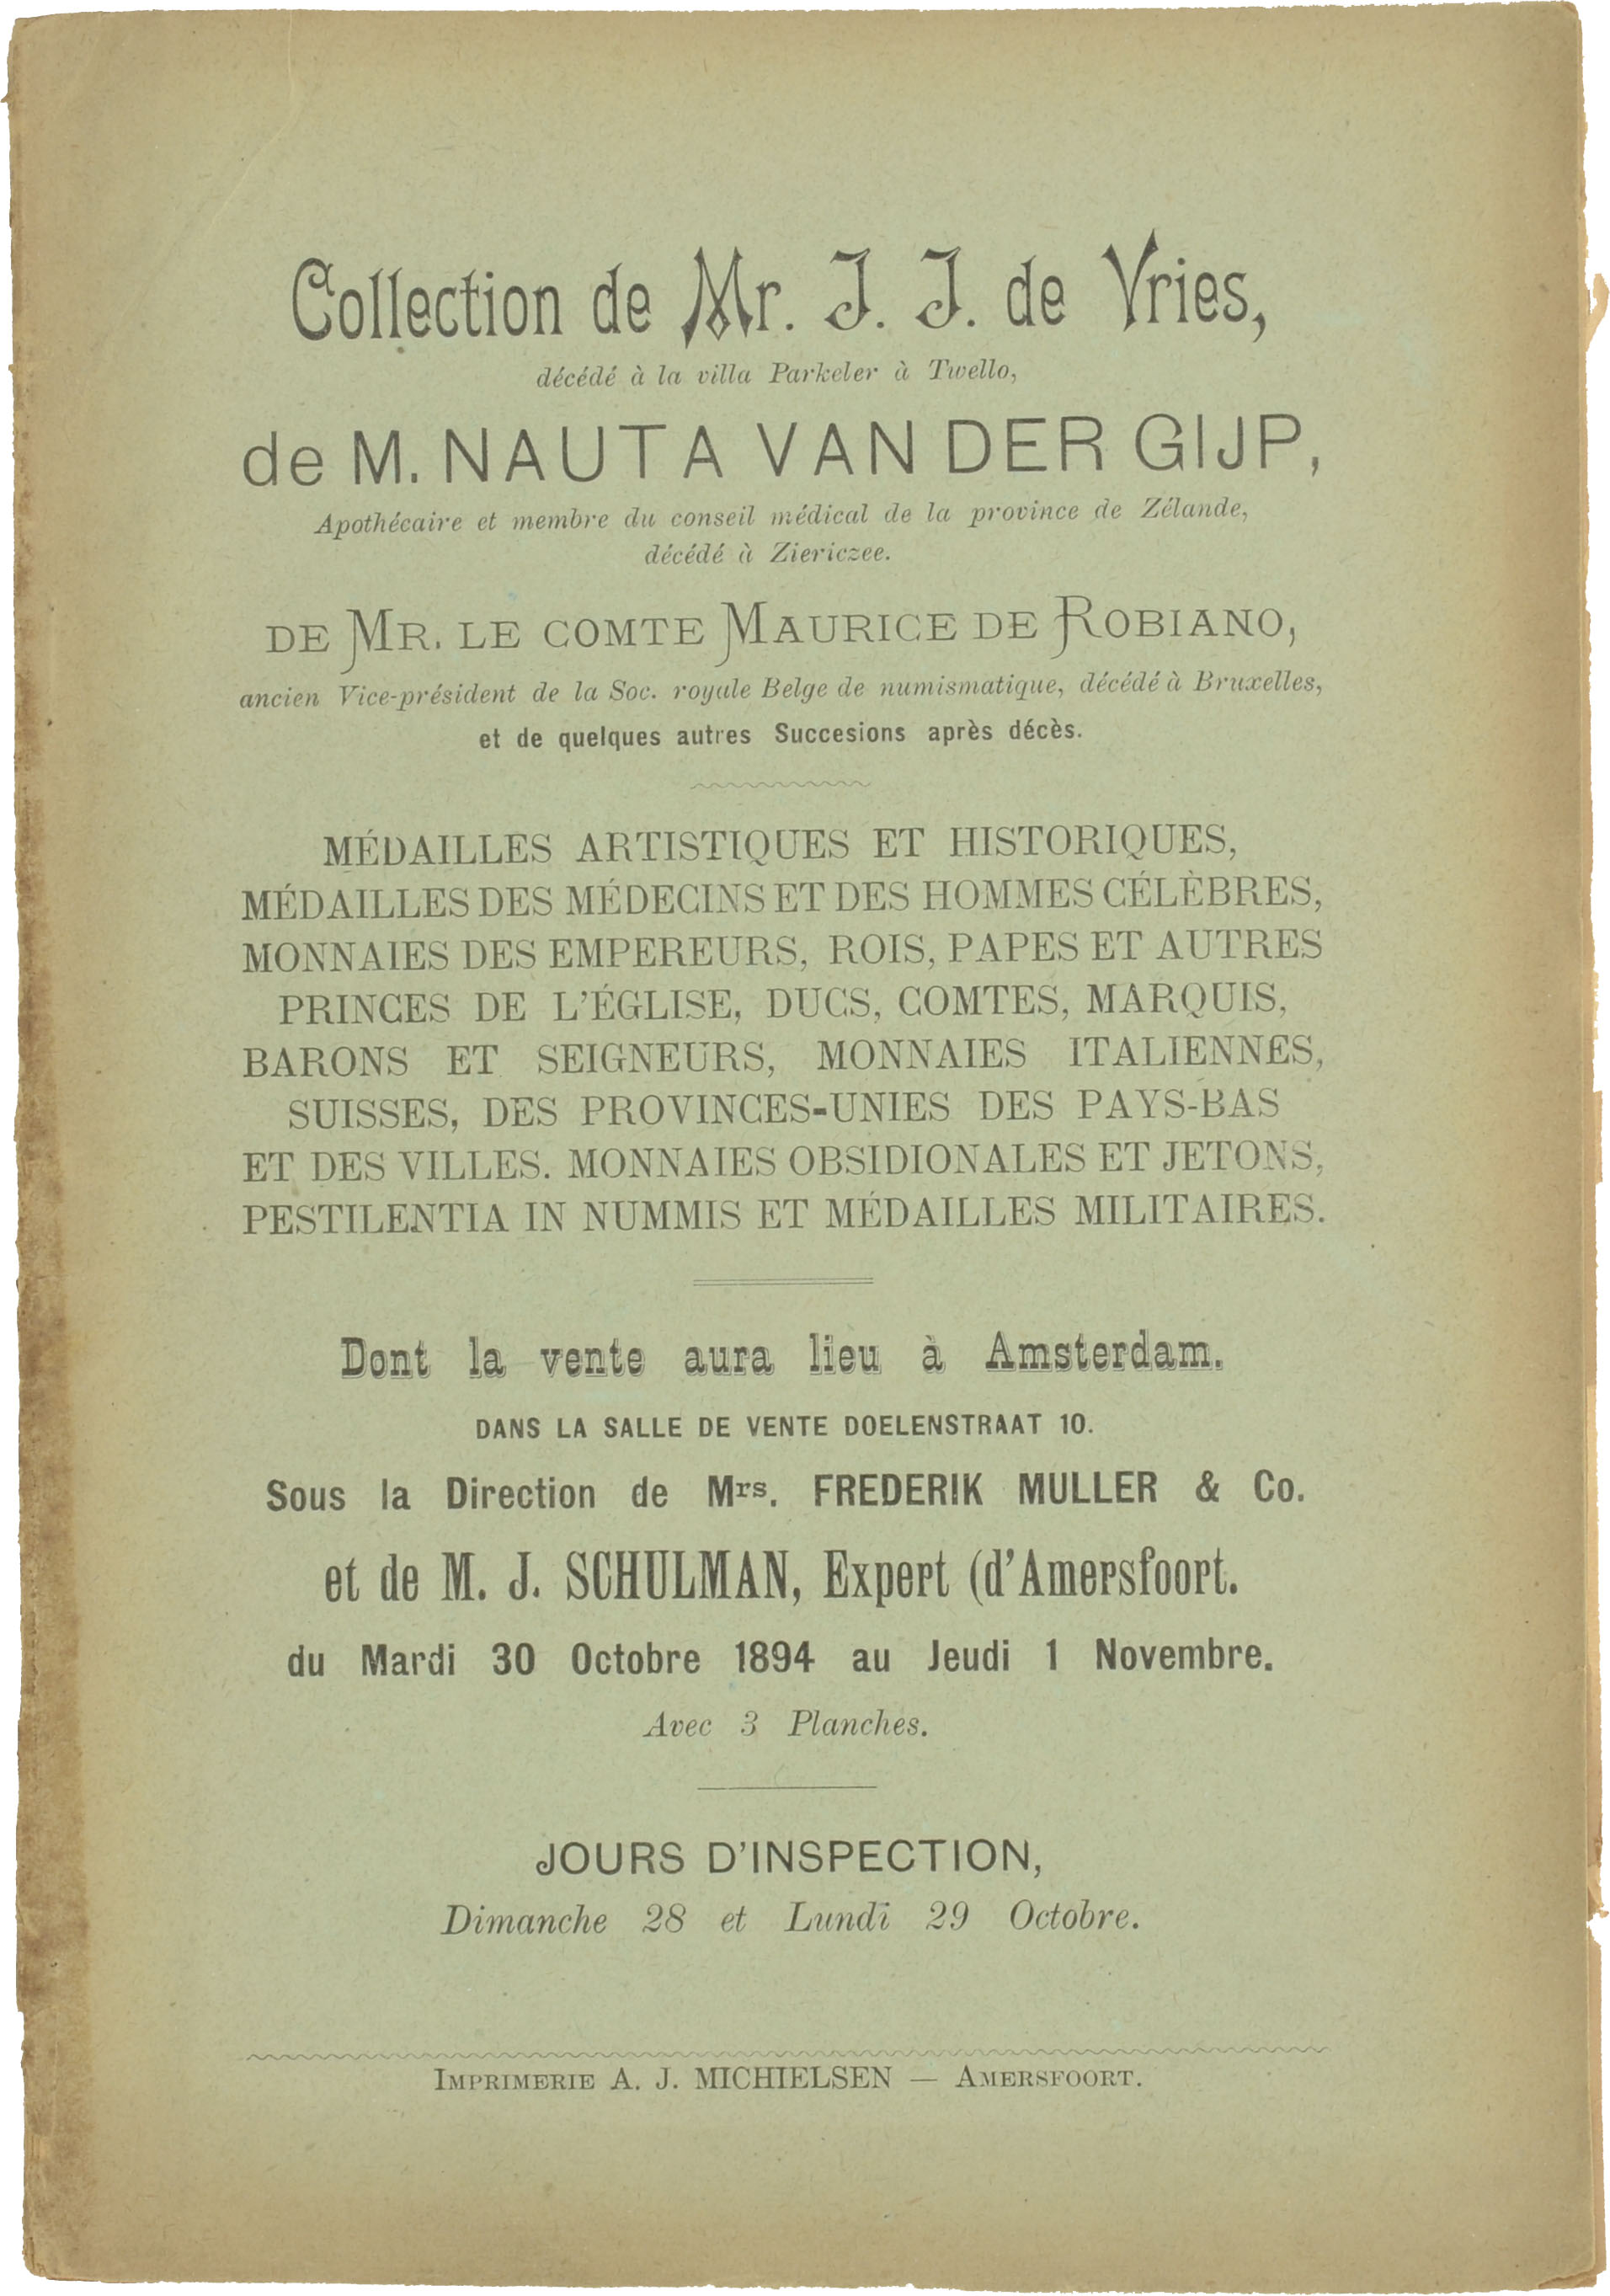 Collection de Mr. J. J. de Vries,
décédé à la villa Parkeler à Twello,
de M. NAUTA VAN DER GIJP,
Apothécaire et membre du conseil médical de la province de Zélande,
décédé à Ziericzee.
DE MR. LE COMTE MAURICE DE ROBIANO,
ancien Vice-président de la Soc. royale Belge de numismatique, décédé à Bruxelles,
et de quelques autres Succesions après décès.
MÉDAILLES ARTISTIQUES ET HISTORIQUES,
MÉDAILLES DES MÉDECINS ET DES HOMMES CÉLÈBRES,
MONNAIES DES EMPEREURS, ROIS, PAPES ET AUTRES
PRINCES DE L'ÉGLISE, DUCS, COMTES, MARQUIS,
BARONS ET SEIGNEURS, MONNAIES ITALIENNES,
SUISSES, DES PROVINCES-UNIES DES PAYS-BAS
ET DES VILLES. MONNAIES OBSIDIONALES ET JETONS,
PESTILENTIA IN NUMMIS ET MÉDAILLES MILITAIRES.
Dont la vente aura lieu à Amsterdam.
DANS LA SALLE DE VENTE DOELENSTRAAT 10.
Sous la Direction de Mrs. FREDERIK MULLER & Co.
et de M. J. SCHULMAN, Expert (d'Amersfoort.
du Mardi 30 Octobre 1894 au Jeudi 1 Novembre.
Avec 3 Planches.
JOURS D'INSPECTION,
Dimanche 28 et Lundi 29 Octobre.
IMPRIMERIE A. J. MICHIELSEN — AMERSFOORT.